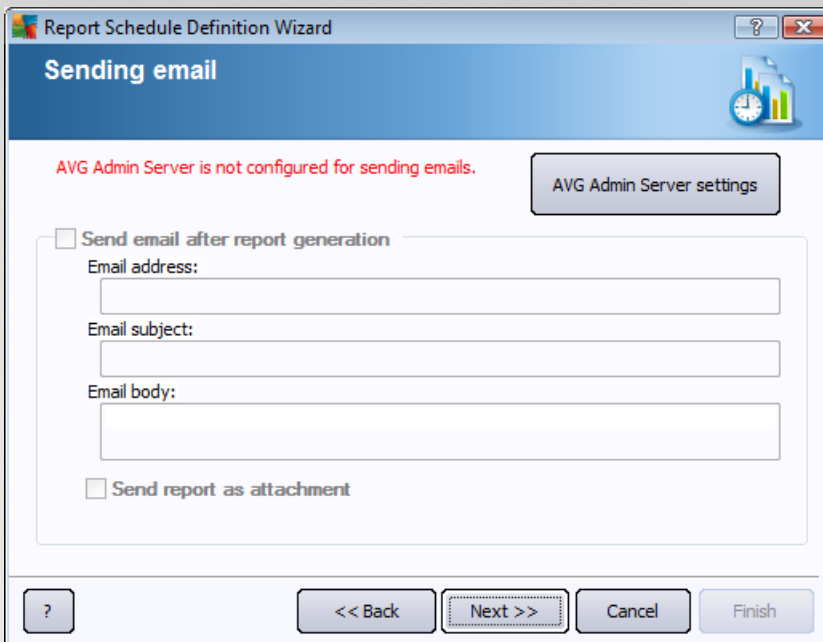 Report Schedule Definition Wizard
?
Sending email
AVG Admin Server is not configured for sending emails.
AVG Admin Server settings
Send email after report generation
Email address:
Email subject:
Email body:
Send report as attachment
? << Back Next >> Cancel Finish